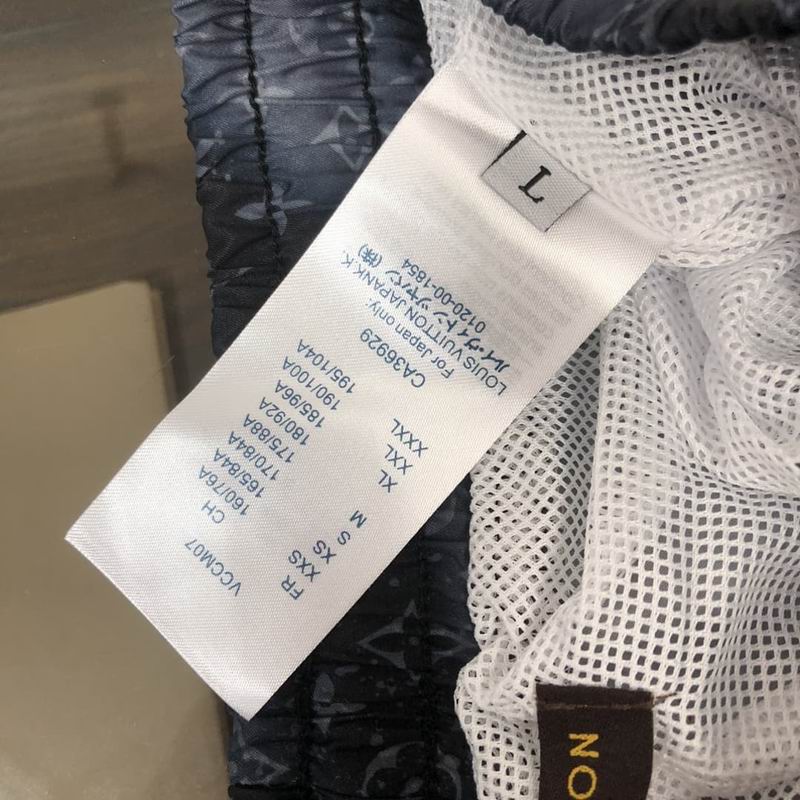 VCCM07
FR CH
XXS 160/76A
XS 165/84A
S 170/84A
M 175/88A
180/92A
XL 185/96A
XXL 190/100A
XXXL 195/104A
CA36929
For Japan only:
LOUIS VUITTON JAPAN K.K.
ルイ・ヴィトン ジャパン (株)
0120-00-1854
L
ON